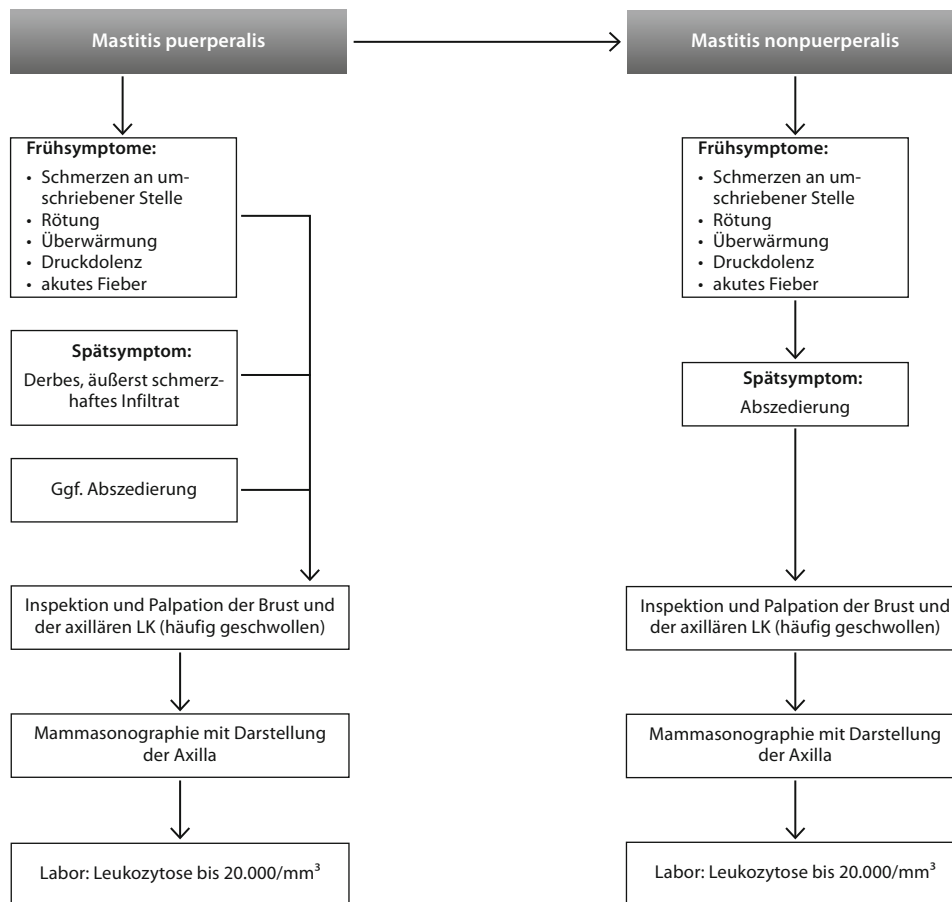 Mastitis puerperalis
Frühsymptome:
• Schmerzen an um-
schriebener Stelle
• Rötung
• Überwärmung
• Druckdolenz
• akutes Fieber
Spätsymptom:
Derbes, äußerst schmerz-
haftes Infiltrat
Ggf. Abszedierung
Inspektion und Palpation der Brust und
der axillären LK (häufig geschwollen)
Mammasonographie mit Darstellung
der Axilla
Labor: Leukozytose bis 20.000/mm³
Mastitis nonpuerperalis
Frühsymptome:
• Schmerzen an um-
schriebener Stelle
• Rötung
• Überwärmung
• Druckdolenz
• akutes Fieber
Spätsymptom:
Abszedierung
Inspektion und Palpation der Brust und
der axillären LK (häufig geschwollen)
Mammasonographie mit Darstellung
der Axilla
Labor: Leukozytose bis 20.000/mm³